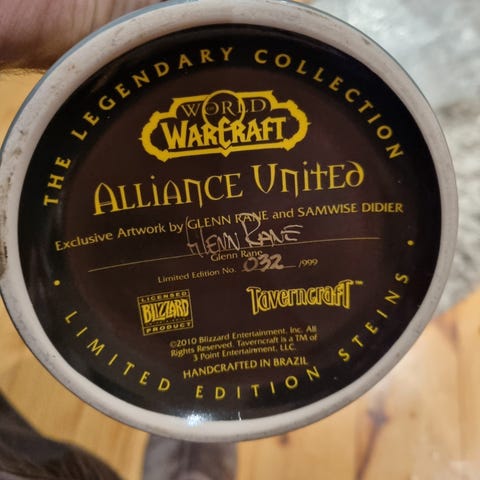 THE LEGENDARY COLLECTION
WORLD
WARCRAFT
ALLIANCE UNITED
Exclusive Artwork by GLENN RANE and SAMWISE DIDIER
GLENN RANE
Glenn Rane
Limited Edition No. 032 /999
LICENSED
BLIZZARD
PRODUCT
Taverncraft™
©2010 Blizzard Entertainment, Inc. All
Rights Reserved. Taverncraft is a TM of
3 Point Entertainment, LLC.
HANDCRAFTED IN BRAZIL
• LIMITED EDITION STEINS •